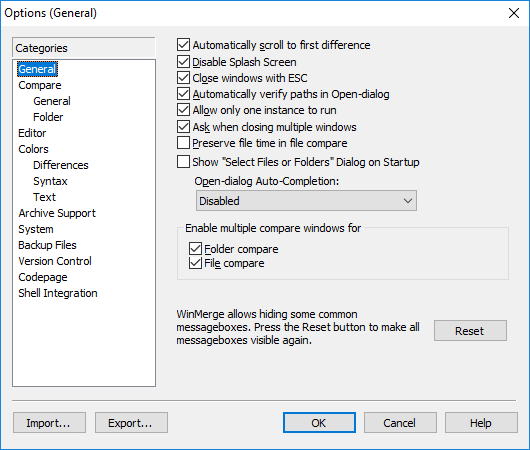 Options (General)
Categories
General
Compare
General
Folder
Editor
Colors
Differences
Syntax
Text
Archive Support
System
Backup Files
Version Control
Codepage
Shell Integration
Automatically scroll to first difference
Disable Splash Screen
Close windows with ESC
Automatically verify paths in Open-dialog
Allow only one instance to run
Ask when closing multiple windows
Preserve file time in file compare
Show "Select Files or Folders" Dialog on Startup
Open-dialog Auto-Completion:
Disabled
Enable multiple compare windows for
Folder compare
File compare
WinMerge allows hiding some common
messageboxes. Press the Reset button to make all
messageboxes visible again.
Reset
Import...
Export...
OK
Cancel
Help